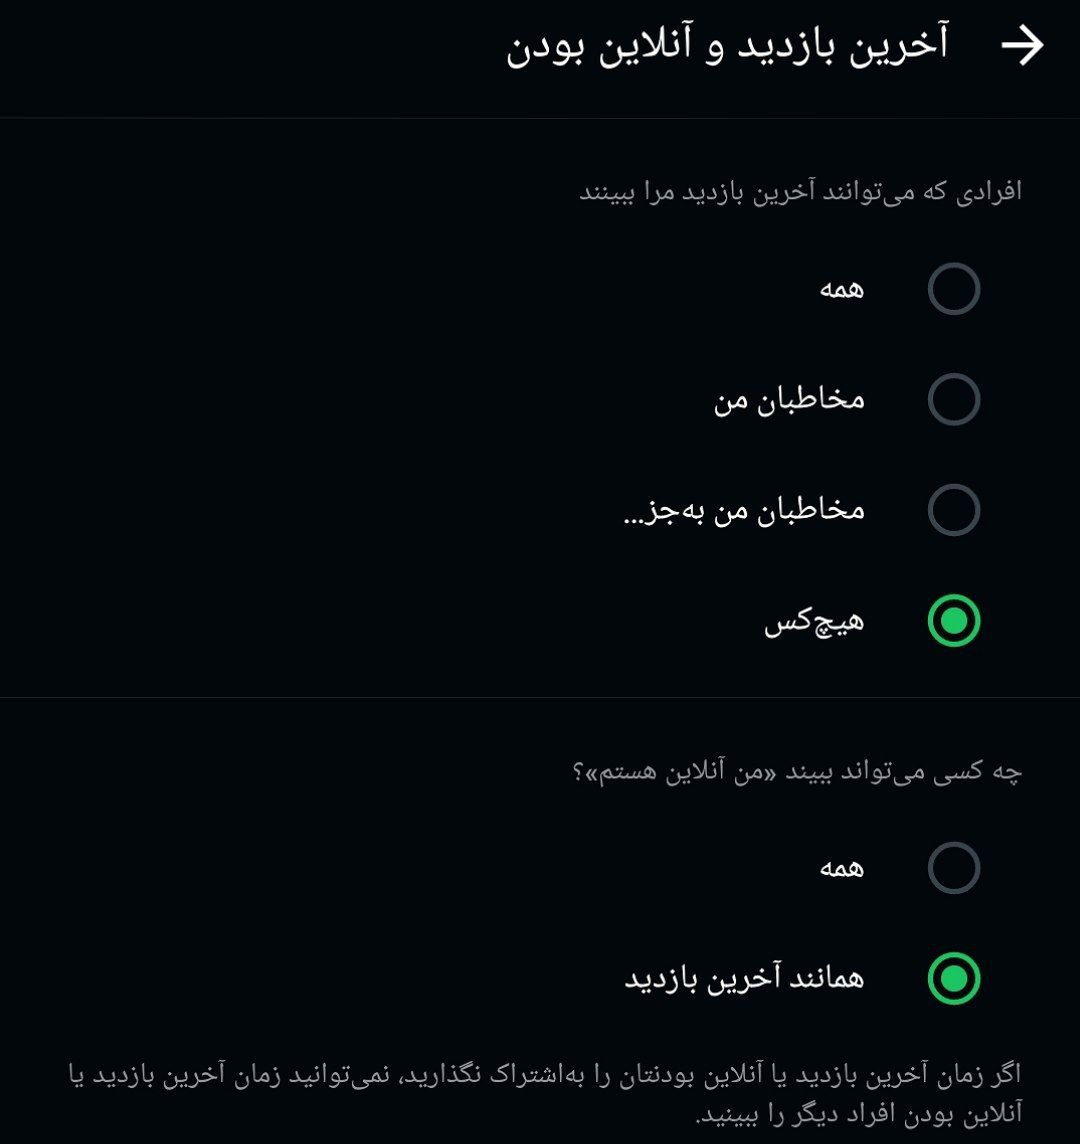 آخرین بازدید و آنلاین بودن
افرادی که می‌توانند آخرین بازدید مرا ببینند
همه
مخاطبان من
مخاطبان من به‌جز...
هیچ‌کس
چه کسی می‌تواند ببیند «من آنلاین هستم»؟
همه
همانند آخرین بازدید
اگر زمان آخرین بازدید یا آنلاین بودنتان را به‌اشتراک نگذارید، نمی‌توانید زمان آخرین بازدید یا
آنلاین بودن افراد دیگر را ببینید.